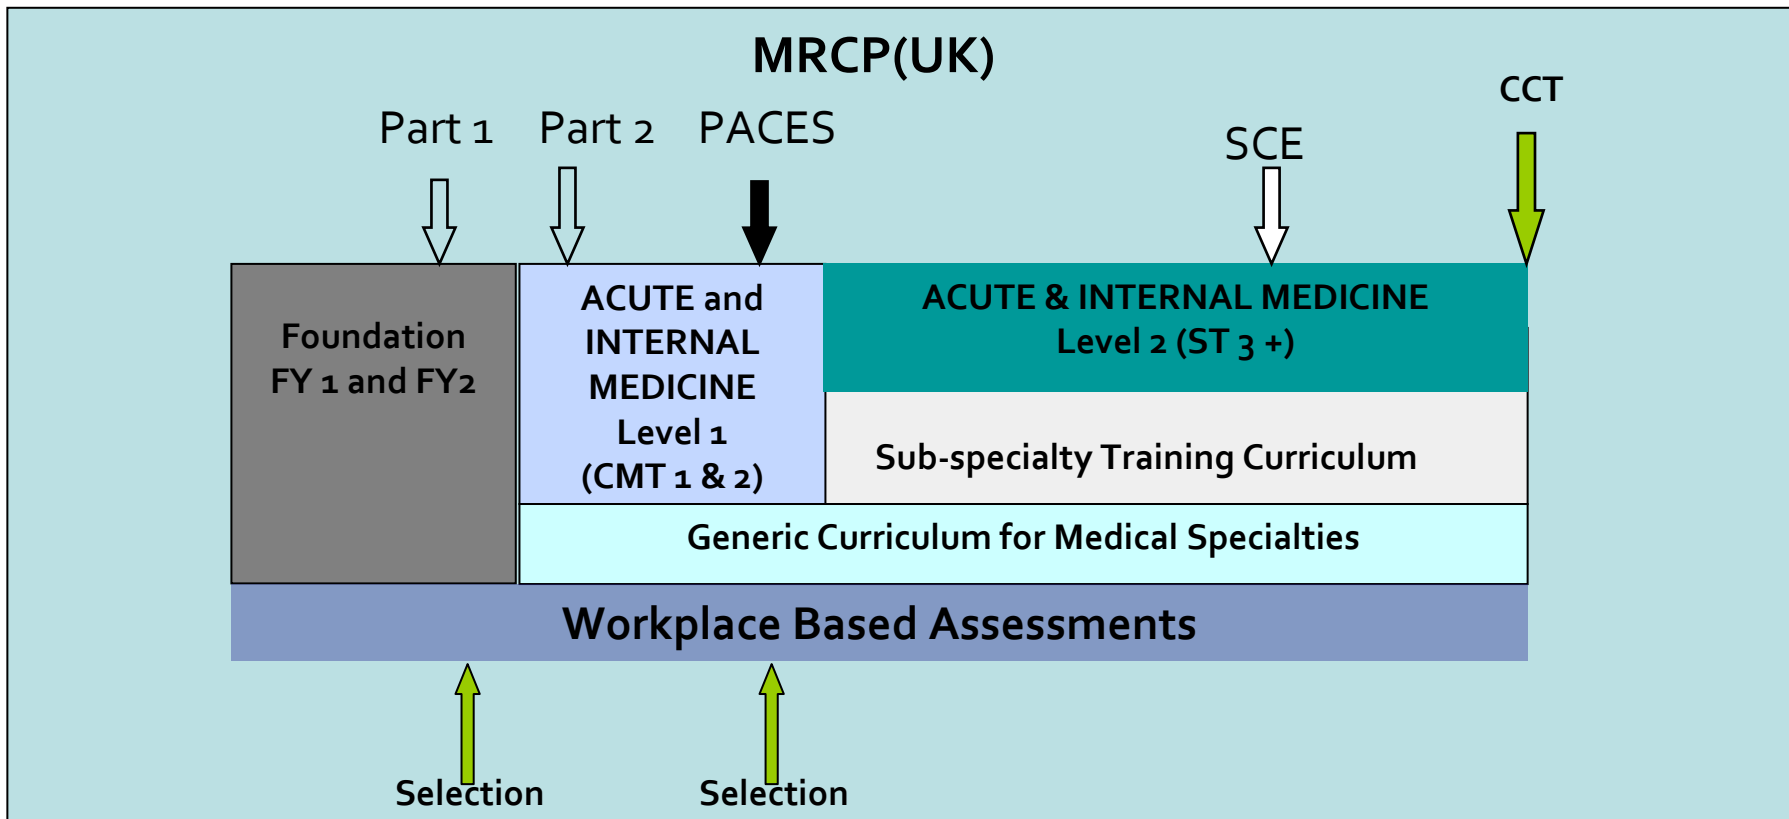 MRCP(UK)
CCT
Part 1 Part 2 PACES
SCE
Foundation
FY 1 and FY2
ACUTE and
INTERNAL
MEDICINE
Level 1
(CMT 1 & 2)
ACUTE & INTERNAL MEDICINE
Level 2 (ST 3 +)
Sub-specialty Training Curriculum
Generic Curriculum for Medical Specialties
Workplace Based Assessments
Selection
Selection